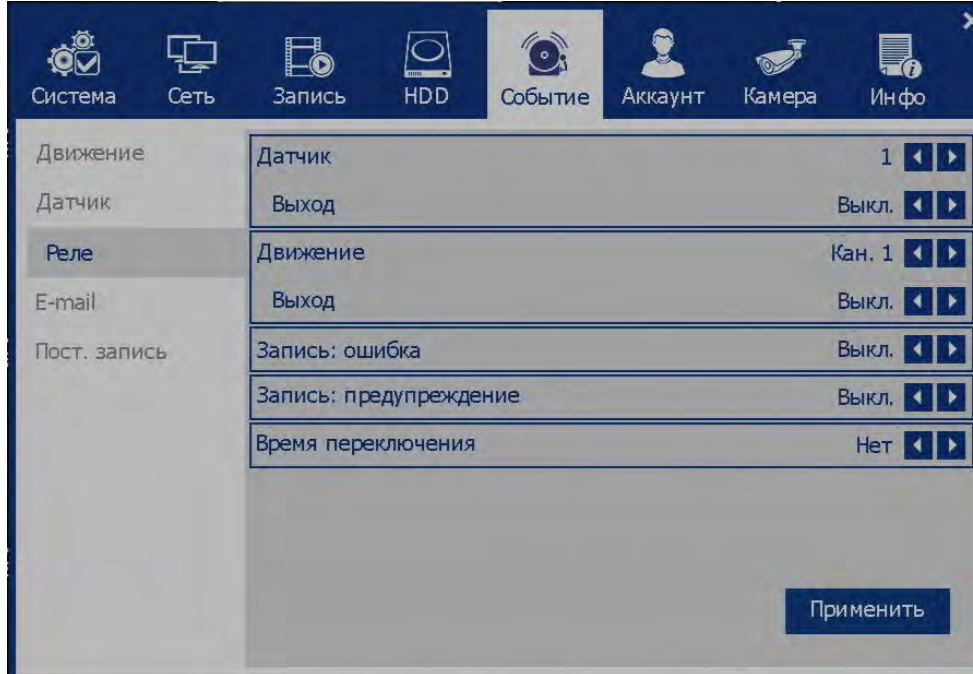 Система Сеть Запись HDD Событие Аккаунт Камера Инфо
Движение
Датчик
Реле
E-mail
Пост. запись
Датчик 1
Выход Выкл.
Движение Кан. 1
Выход Выкл.
Запись: ошибка Выкл.
Запись: предупреждение Выкл.
Время переключения Нет
Применить